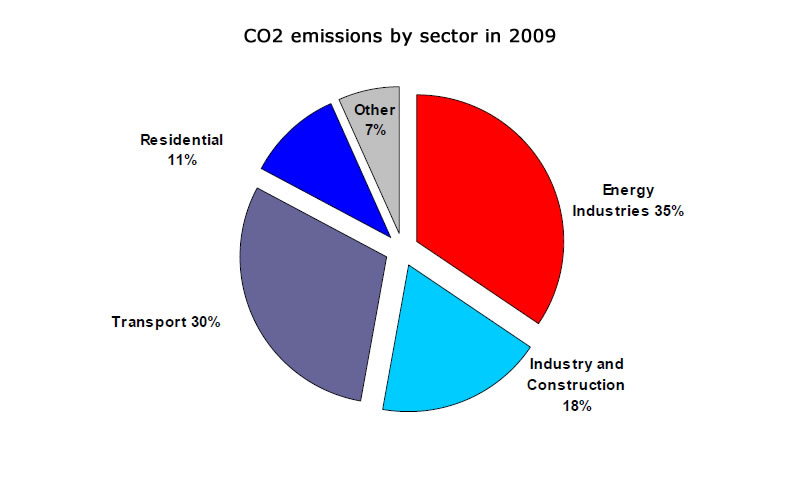 CO2 emissions by sector in 2009
Other
7%
Residential
11%
Energy
Industries 35%
Transport 30%
Industry and
Construction
18%